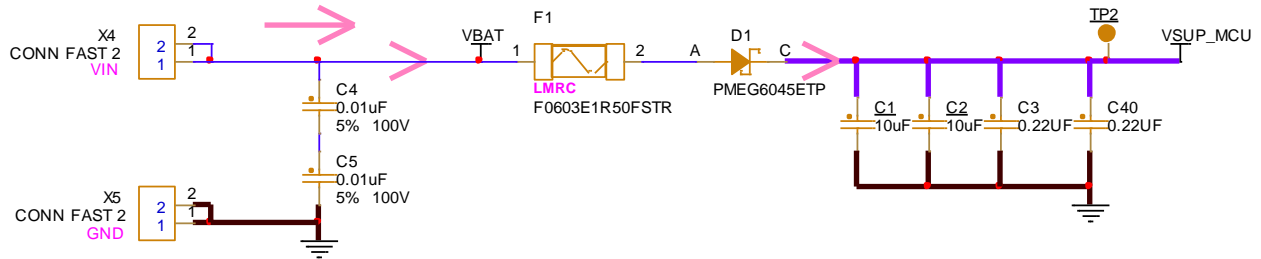 X4
CONN FAST 2
VIN
2
1
2
1
C4
0.01uF
5% 100V
C5
0.01uF
5% 100V
X5
CONN FAST 2
GND
2
1
2
1
VBAT
F1
1
2
LMRC
F0603E1R50FSTR
D1
A
C
PMEG6045ETP
TP2
VSUP_MCU
C1
10uF
C2
10uF
C3
0.22UF
C40
0.22UF